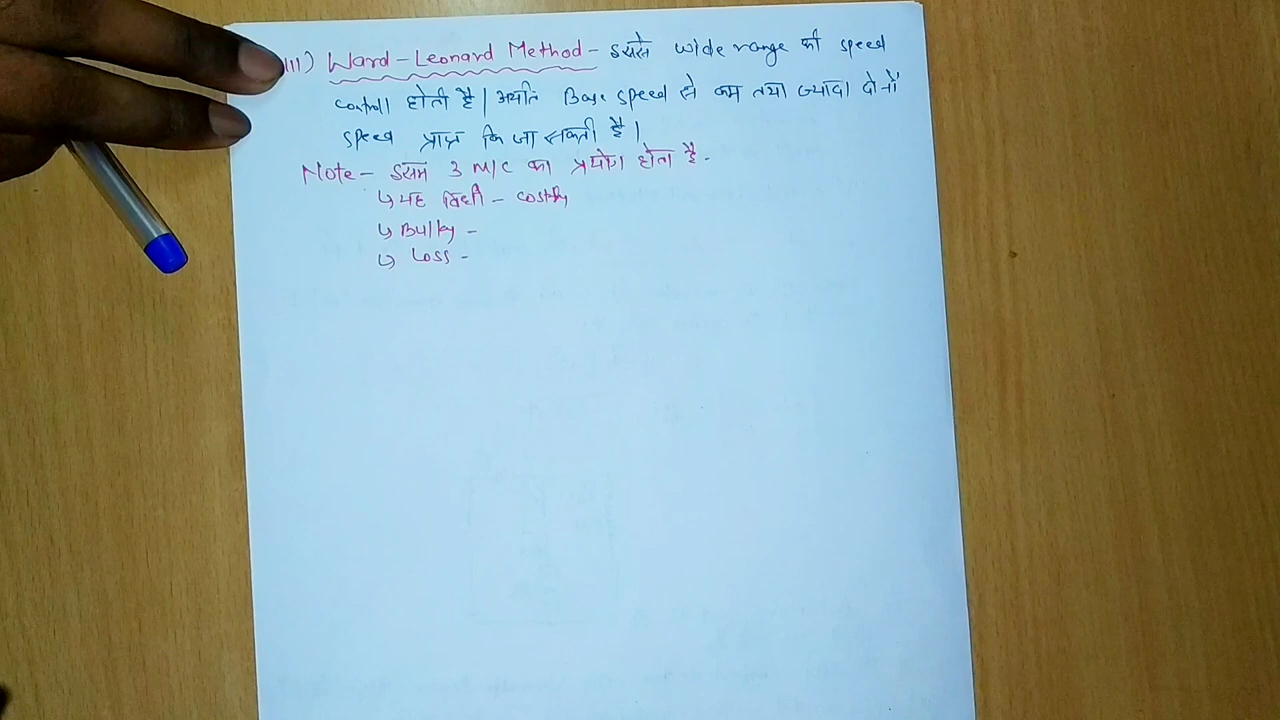 111) Ward-Leonard Method- इससे wide range की speed
control होती है। अर्थात Base speed से कम तथा ज्यादा दोनों
speed प्राप्त कि जा सकती है।
Note- इसमे 3 M/C का प्रयोग होता है.
↳ यह विधी - costly
↳ Bulky -
↳ Loss -